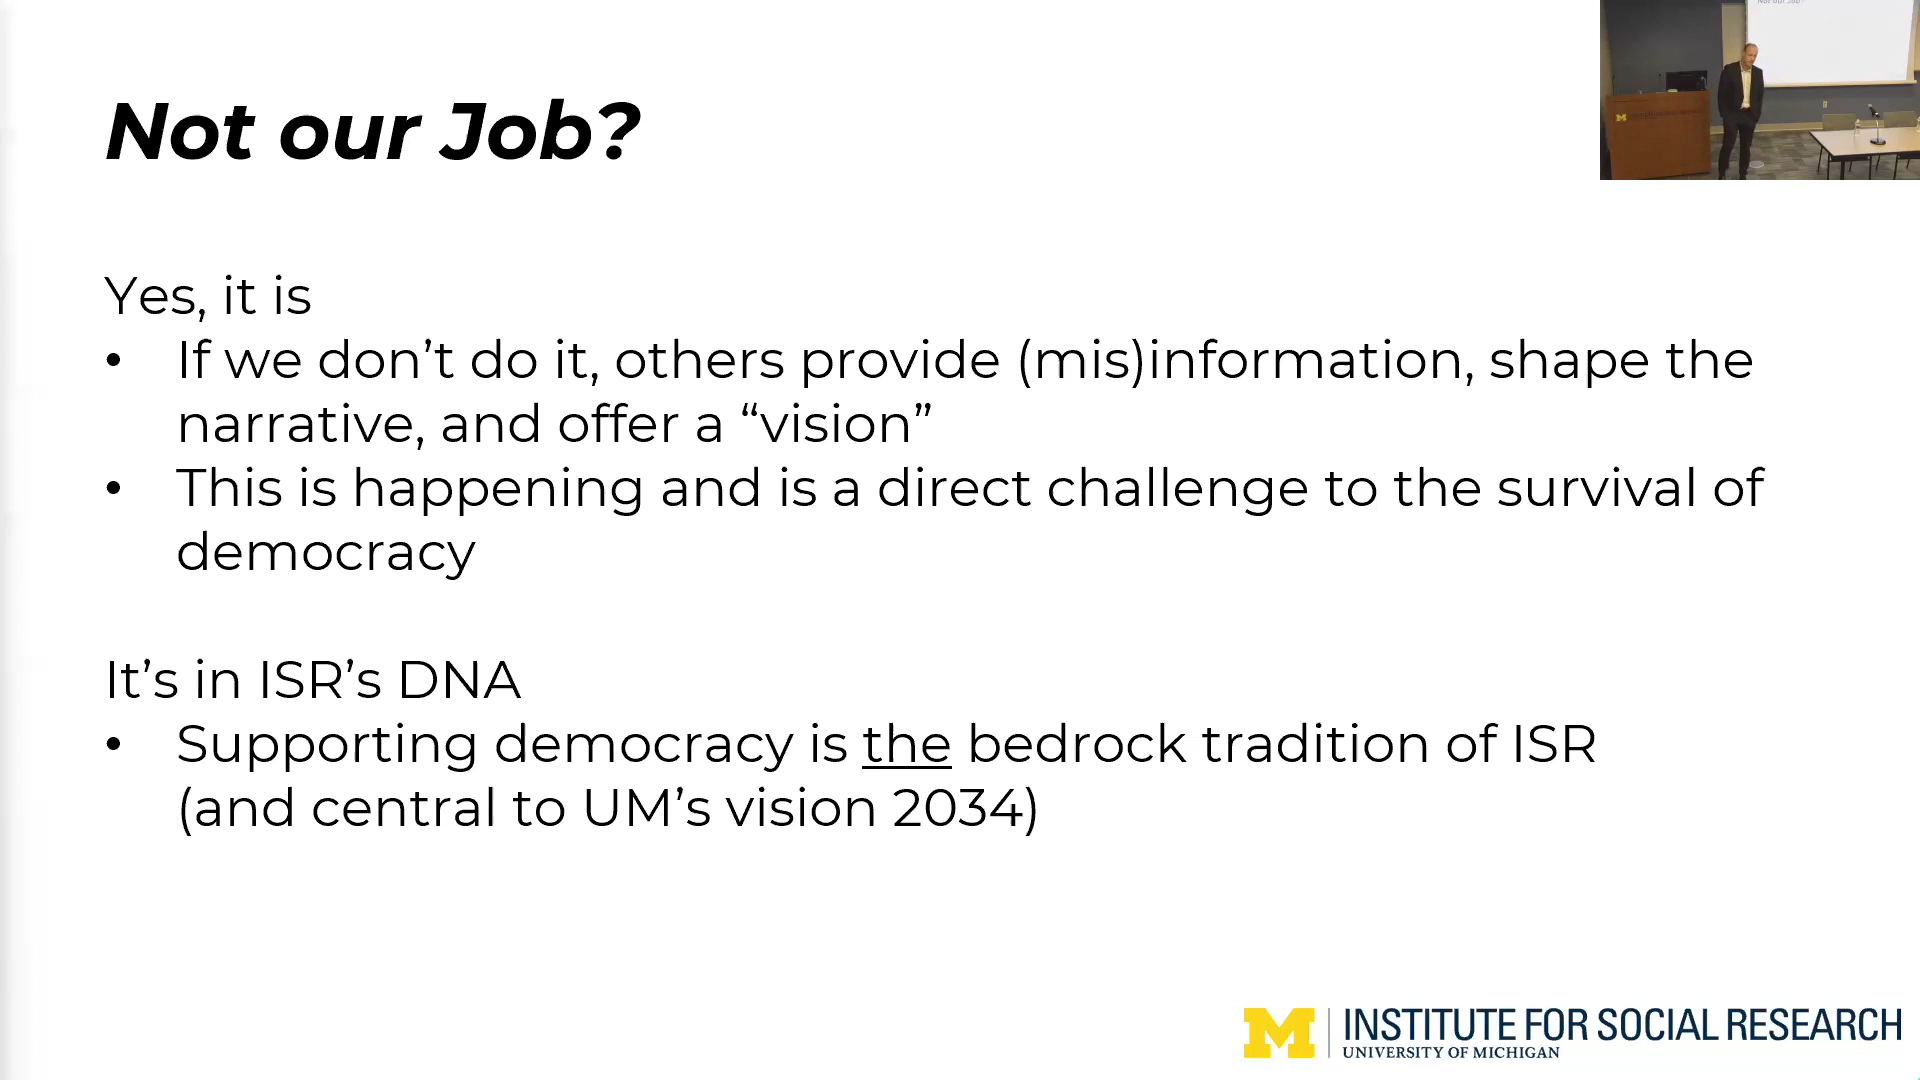 Not our Job?
Yes, it is
• If we don’t do it, others provide (mis)information, shape the
narrative, and offer a “vision”
• This is happening and is a direct challenge to the survival of
democracy
It’s in ISR’s DNA
• Supporting democracy is the bedrock tradition of ISR
(and central to UM’s vision 2034)
M INSTITUTE FOR SOCIAL RESEARCH
UNIVERSITY OF MICHIGAN